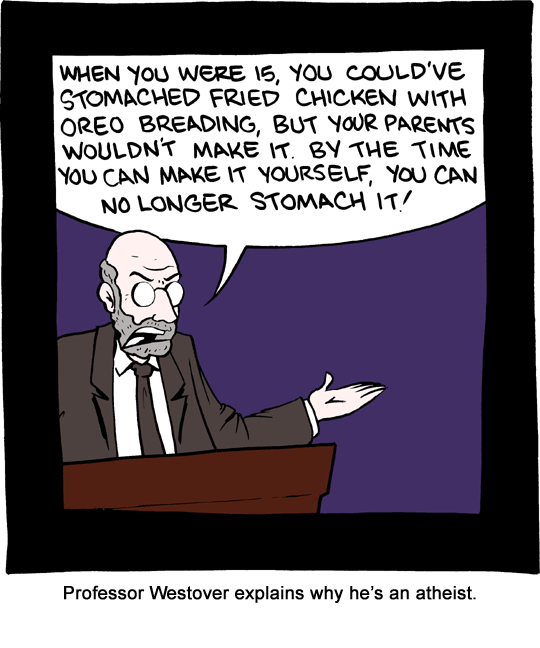 WHEN YOU WERE 15, YOU COULD'VE
STOMACHED FRIED CHICKEN WITH
OREO BREADING, BUT YOUR PARENTS
WOULDN'T MAKE IT. BY THE TIME
YOU CAN MAKE IT YOURSELF, YOU CAN
NO LONGER STOMACH IT!
Professor Westover explains why he's an atheist.